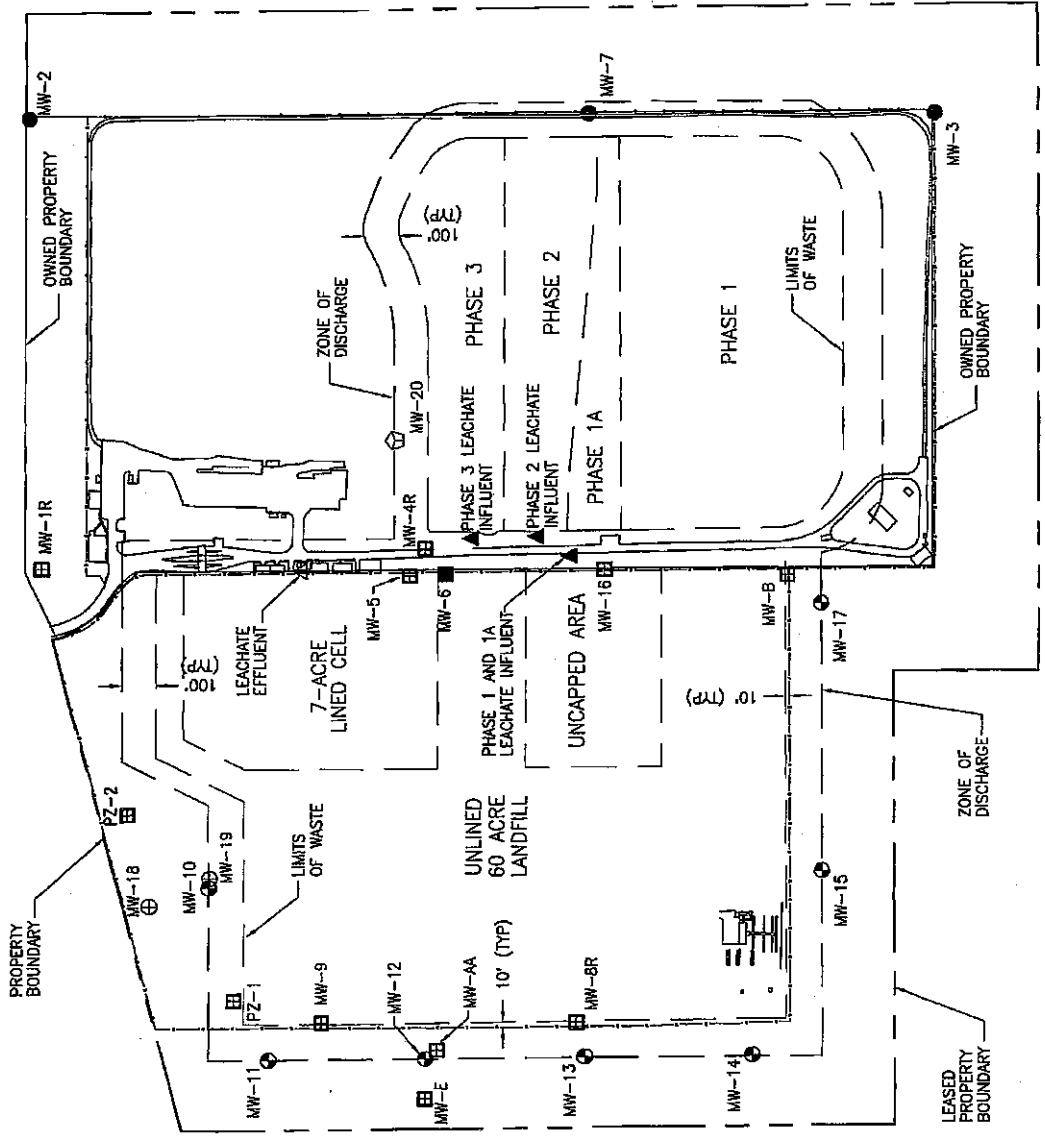 MW-2
OWNED PROPERTY
BOUNDARY
MW-1R
ZONE OF
DISCHARGE
100'
(TYP)
MW-7
MW-3
PHASE 3
PHASE 2
PHASE 1
PHASE 1A
LIMITS
OF WASTE
OWNED PROPERTY
BOUNDARY
MW-20
PHASE 3 LEACHATE
INFLUENT
PHASE 2 LEACHATE
INFLUENT
MW-4R
MW-5
MW-6
MW-16
MW-B
MW-17
LEACHATE
EFFLUENT
7-ACRE
LINED CELL
PHASE 1 AND 1A
LEACHATE INFLUENT
UNCAPPED AREA
100'
(TYP)
10' (TYP)
ZONE OF
DISCHARGE
PROPERTY
BOUNDARY
PZ-2
MW-18
MW-10
MW-19
LIMITS
OF WASTE
UNLINED
60 ACRE
LANDFILL
MW-15
PZ-1
MW-9
MW-12
MW-AA
10' (TYP)
MW-8R
MW-11
MW-E
MW-13
MW-14
LEASED
PROPERTY
BOUNDARY